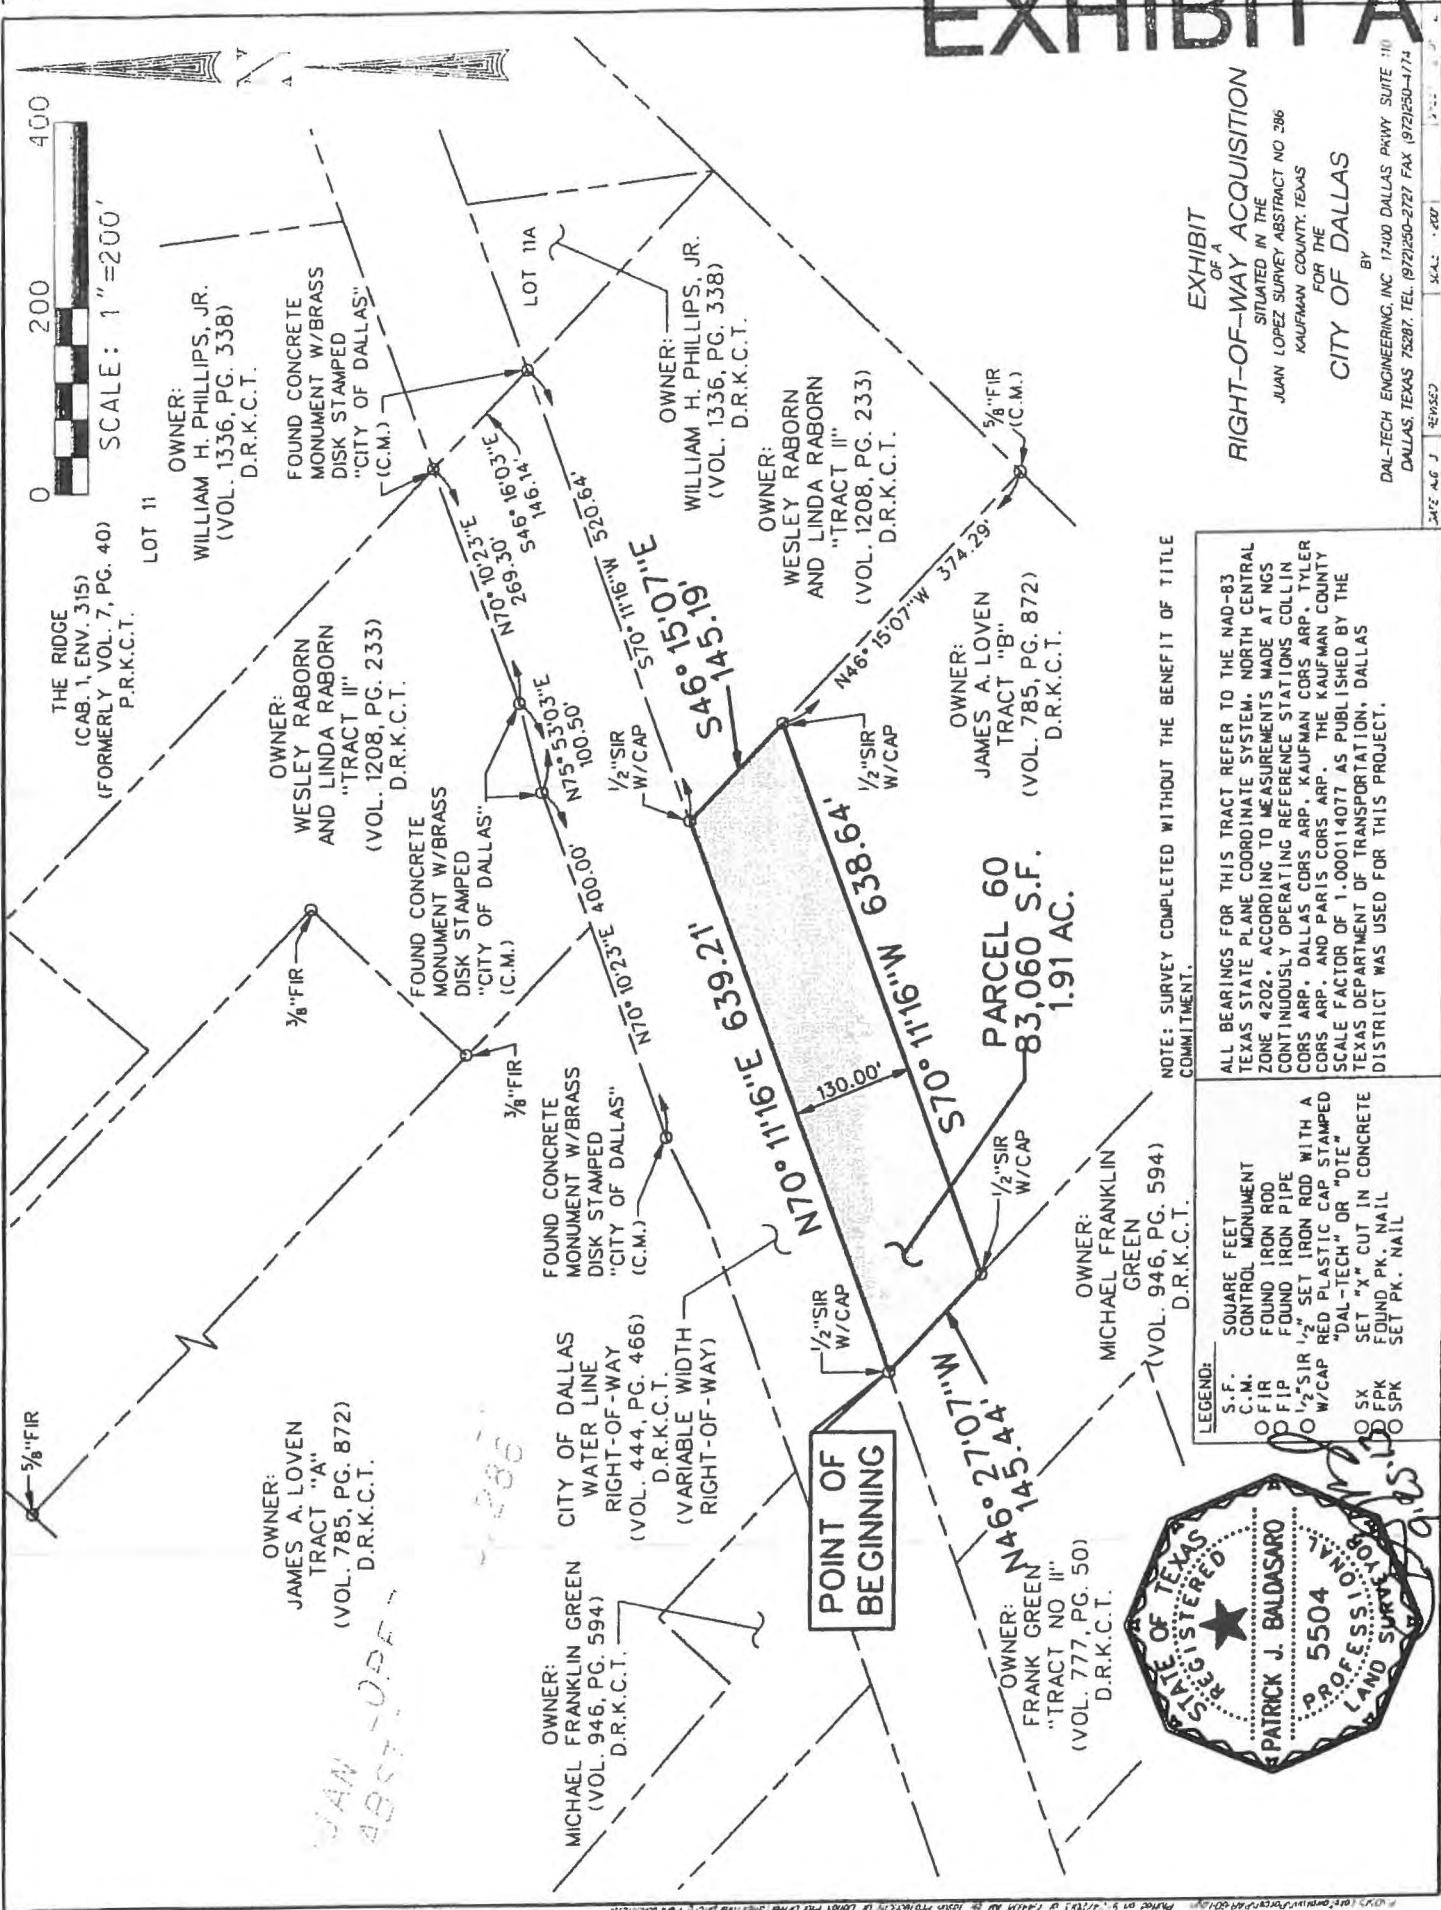 EXHIBIT A
0 200 400
SCALE: 1"=200'
THE RIDGE
(CAB. 1, ENV. 315)
(FORMERLY VOL. 7, PG. 40)
P.R.K.C.T.
LOT 11
OWNER:
WILLIAM H. PHILLIPS, JR.
(VOL. 1336, PG. 338)
D.R.K.C.T.
FOUND CONCRETE
MONUMENT W/BRASS
DISK STAMPED
"CITY OF DALLAS"
(C.M.)
LOT 11A
OWNER:
WILLIAM H. PHILLIPS, JR.
(VOL. 1336, PG. 338)
D.R.K.C.T.
OWNER:
WESLEY RABORN
AND LINDA RABORN
"TRACT II"
(VOL. 1208, PG. 233)
D.R.K.C.T.
FOUND CONCRETE
MONUMENT W/BRASS
DISK STAMPED
"CITY OF DALLAS"
(C.M.)
N70° 10'23"E
269.30'
S46° 16'03"E
146.14'
N75° 53'03"E
100.50'
S70° 11'16"W 520.64'
N70° 10'23"E 400.00'
OWNER:
WESLEY RABORN
AND LINDA RABORN
"TRACT II"
(VOL. 1208, PG. 233)
D.R.K.C.T.
5/8"FIR
(C.M.)
N46° 15'07"W 374.29'
S46° 15'07"E
145.19'
1/2"SIR
W/CAP
1/2"SIR
W/CAP
OWNER:
JAMES A. LOVEN
TRACT "B"
(VOL. 785, PG. 872)
D.R.K.C.T.
3/8"FIR
3/8"FIR
5/8"FIR
OWNER:
JAMES A. LOVEN
TRACT "A"
(VOL. 785, PG. 872)
D.R.K.C.T.
FOUND CONCRETE
MONUMENT W/BRASS
DISK STAMPED
"CITY OF DALLAS"
(C.M.)
CITY OF DALLAS
WATER LINE
RIGHT-OF-WAY
(VOL. 444, PG. 466)
D.R.K.C.T.
(VARIABLE WIDTH
RIGHT-OF-WAY)
N70° 11'16"E 639.21'
130.00'
S70° 11'16"W 638.64'
PARCEL 60
83,060 S.F.
1.91 AC.
1/2"SIR
W/CAP
1/2"SIR
W/CAP
POINT OF
BEGINNING
N46° 27'07"W
145.44'
OWNER:
MICHAEL FRANKLIN GREEN
(VOL. 946, PG. 594)
D.R.K.C.T.
OWNER:
MICHAEL FRANKLIN
GREEN
(VOL. 946, PG. 594)
D.R.K.C.T.
OWNER:
FRANK GREEN
"TRACT NO II"
(VOL. 777, PG. 50)
D.R.K.C.T.
NOTE: SURVEY COMPLETED WITHOUT THE BENEFIT OF TITLE
COMMITMENT.
LEGEND:
S.F. SQUARE FEET
C.M. CONTROL MONUMENT
O FIR FOUND IRON ROD
O FIP FOUND IRON PIPE
O 1/2"SIR 1/2" SET IRON ROD WITH A
W/CAP RED PLASTIC CAP STAMPED
"DAL-TECH" OR "DTE"
O SX SET "X" CUT IN CONCRETE
O FPK FOUND PK. NAIL
O SPK SET PK. NAIL
ALL BEARINGS FOR THIS TRACT REFER TO THE NAD-83
TEXAS STATE PLANE COORDINATE SYSTEM, NORTH CENTRAL
ZONE 4202, ACCORDING TO MEASUREMENTS MADE AT NGS
CONTINUOUSLY OPERATING REFERENCE STATIONS COLLIN
CORS ARP, DALLAS CORS ARP, KAUFMAN CORS ARP, TYLER
CORS ARP, AND PARIS CORS ARP. THE KAUFMAN COUNTY
SCALE FACTOR OF 1.000114077 AS PUBLISHED BY THE
TEXAS DEPARTMENT OF TRANSPORTATION, DALLAS
DISTRICT WAS USED FOR THIS PROJECT.
STATE OF TEXAS
REGISTERED
PATRICK J. BALDASARO
5504
PROFESSIONAL
LAND SURVEYOR
EXHIBIT
OF A
RIGHT-OF-WAY ACQUISITION
SITUATED IN THE
JUAN LOPEZ SURVEY ABSTRACT NO 286
KAUFMAN COUNTY, TEXAS
FOR THE
CITY OF DALLAS
BY
DAL-TECH ENGINEERING, INC. 17400 DALLAS PKWY SUITE 110
DALLAS, TEXAS 75287. TEL. (972)250-2727 FAX (972)250-4774